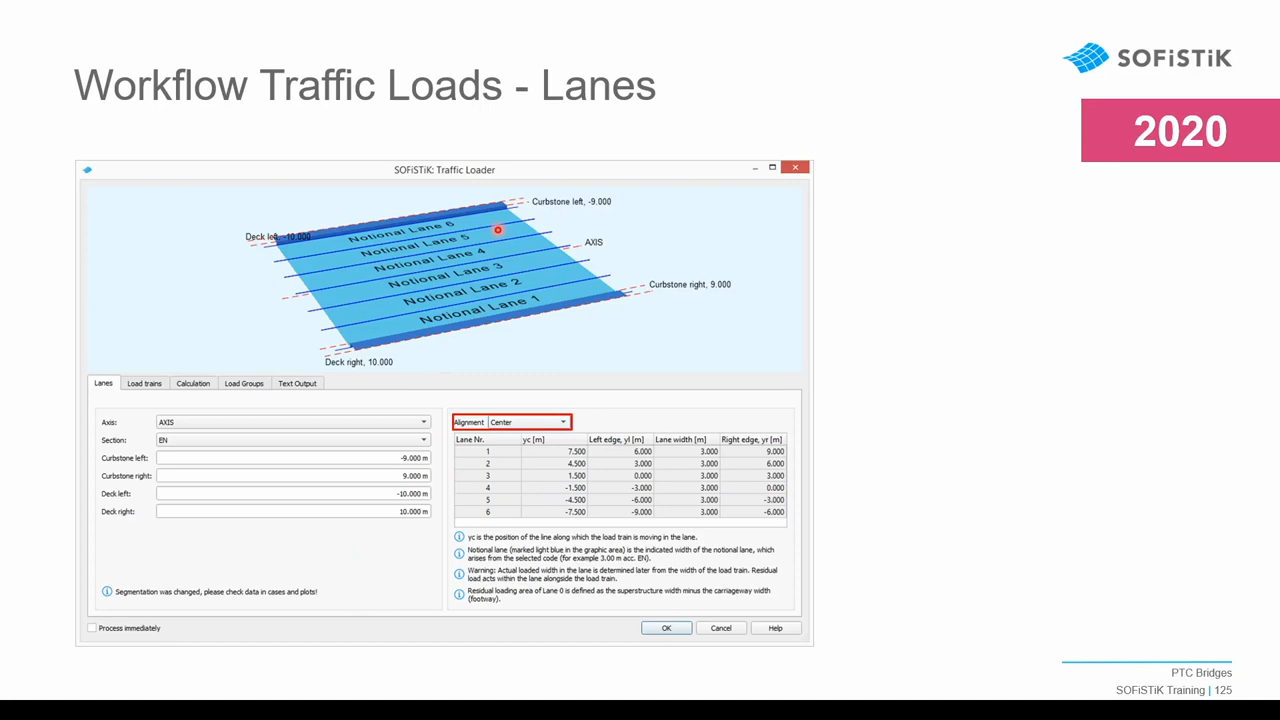 Workflow Traffic Loads - Lanes
SOFiSTiK
2020
SOFiSTiK: Traffic Loader
Curbstone left, -9.000
Deck left, -10.000
Notional Lane 6
Notional Lane 5
AXIS
Notional Lane 4
Notional Lane 3
Notional Lane 2
Curbstone right, 9.000
Notional Lane 1
Deck right, 10.000
Lanes Load trains Calculation Load Groups Text Output
Axis: AXIS
Section: EN
Curbstone left: -9.000 m
Curbstone right: 9.000 m
Deck left: -10.000 m
Deck right: 10.000 m
Segmentation was changed, please check data in cases and plots!
Alignment Center
Lane Nr. yc [m] Left edge, yl [m] Lane width [m] Right edge, yr [m]
1 7.500 6.000 3.000 9.000
2 4.500 3.000 3.000 6.000
3 1.500 0.000 3.000 3.000
4 -1.500 -3.000 3.000 0.000
5 -4.500 -6.000 3.000 -3.000
6 -7.500 -9.000 3.000 -6.000
yc is the position of the line along which the load train is moving in the lane.
Notional lane (marked light blue in the graphic area) is the indicated width of the notional lane, which
arises from the selected code (for example 3.00 m acc. EN).
Warning: Actual loaded width in the lane is determined later from the width of the load train. Residual
load acts within the lane alongside the load train.
Residual loading area of Lane 0 is defined as the superstructure width minus the carriageway width
(footway).
Process immediately
OK Cancel Help
PTC Bridges
SOFiSTiK Training | 125